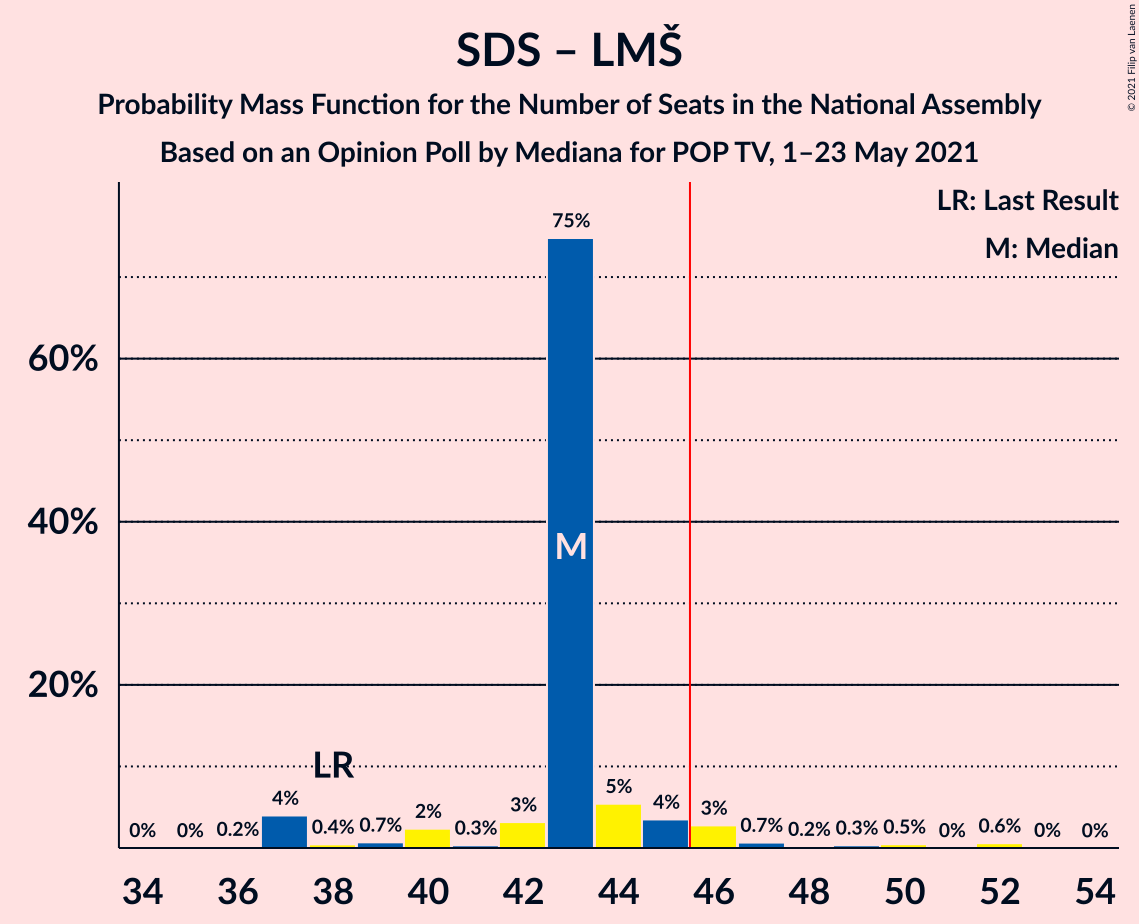 SDS – LMŠ
Probability Mass Function for the Number of Seats in the National Assembly
Based on an Opinion Poll by Mediana for POP TV, 1–23 May 2021
© 2021 Filip van Laenen
LR: Last Result
M: Median
60%
40%
20%
LR
M
0% 0% 0.2% 4% 0.4% 0.7% 2% 0.3% 3% 75% 5% 4% 3% 0.7% 0.2% 0.3% 0.5% 0% 0.6% 0% 0%
34 36 38 40 42 44 46 48 50 52 54